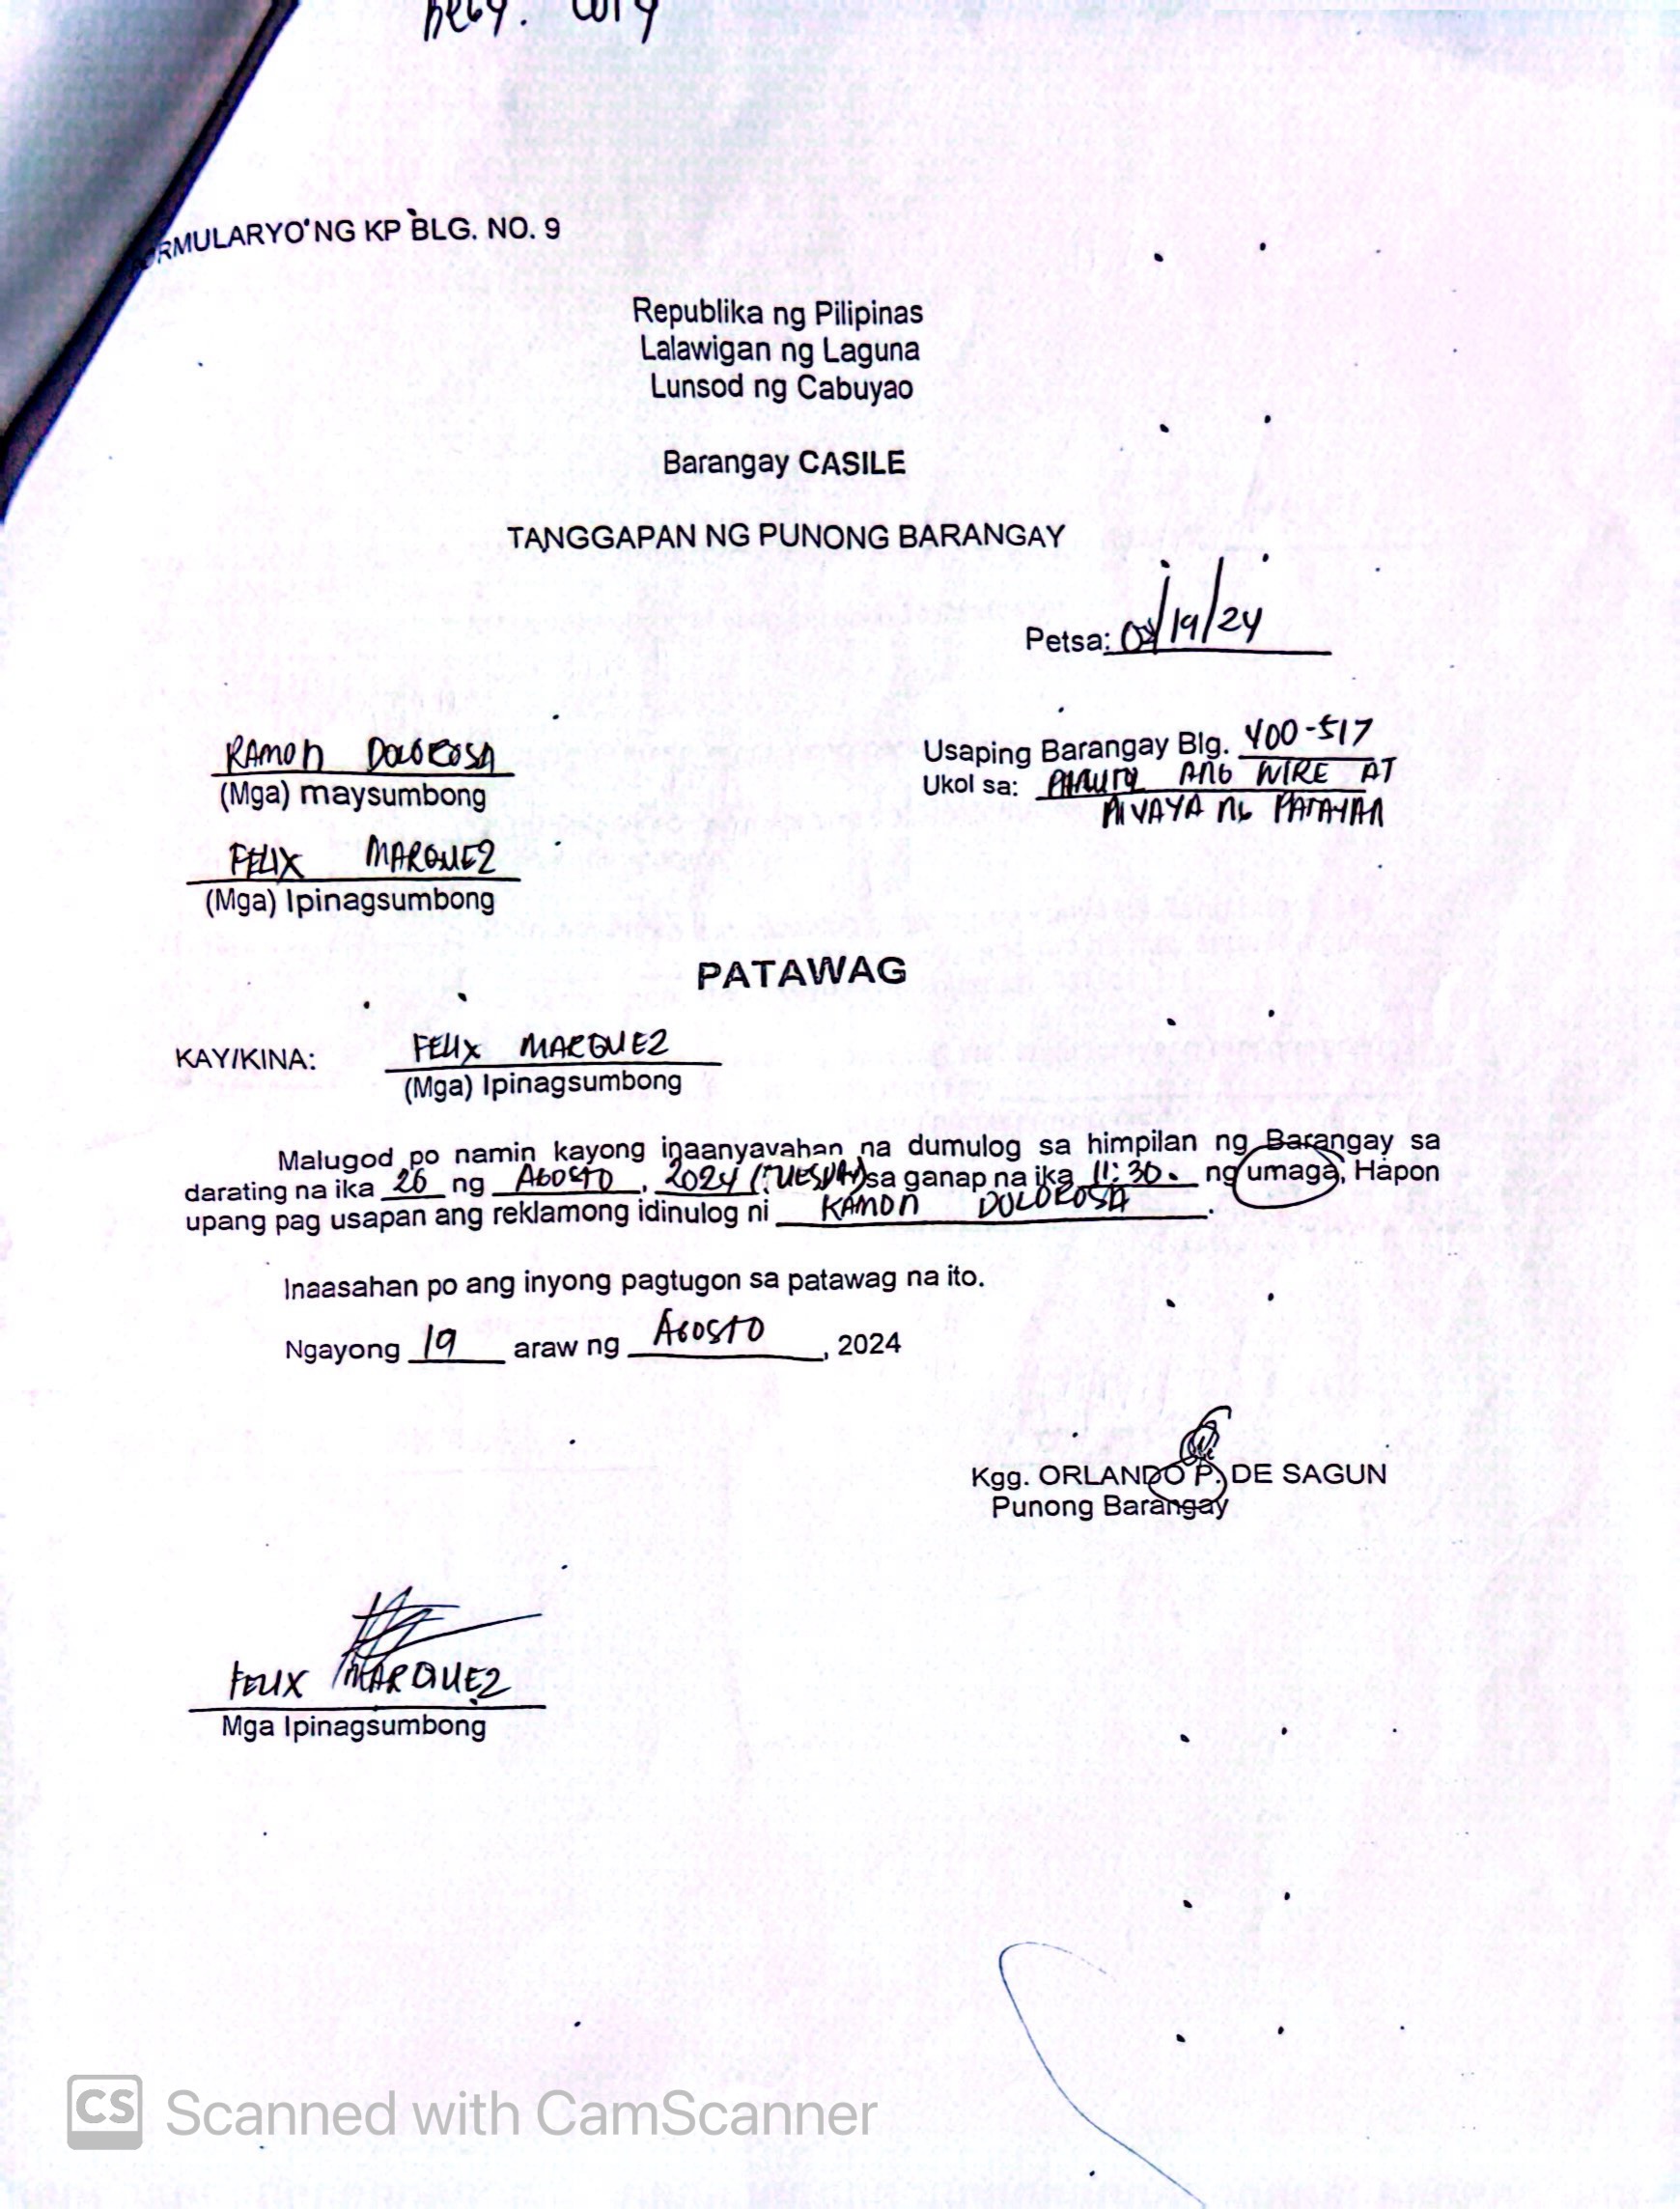 FORMULARYO NG KP BLG. NO. 9
Republika ng Pilipinas
Lalawigan ng Laguna
Lunsod ng Cabuyao
Barangay CASILE
TANGGAPAN NG PUNONG BARANGAY
Petsa: 08/19/24
RAMON DOLOROSA
(Mga) maysumbong
Usaping Barangay Blg. 400-517
Ukol sa: ANG WIRE AT
NG
FELIX MARQUEZ
(Mga) Ipinagsumbong
PATAWAG
KAY/KINA: FELIX MARQUEZ
(Mga) Ipinagsumbong
Malugod po namin kayong inaanyayahan na dumulog sa himpilan ng Barangay sa
darating na ika 26 ng AGOSTO, 2024 (TUESDAY) sa ganap na ika 11:30. ng umaga, Hapon
upang pag usapan ang reklamong idinulog ni RAMON DOLOROSA.
Inaasahan po ang inyong pagtugon sa patawag na ito.
Ngayong 19 araw ng AGOSTO, 2024
Kgg. ORLANDO P. DE SAGUN
Punong Barangay
FELIX MARQUEZ
Mga Ipinagsumbong
CS Scanned with CamScanner